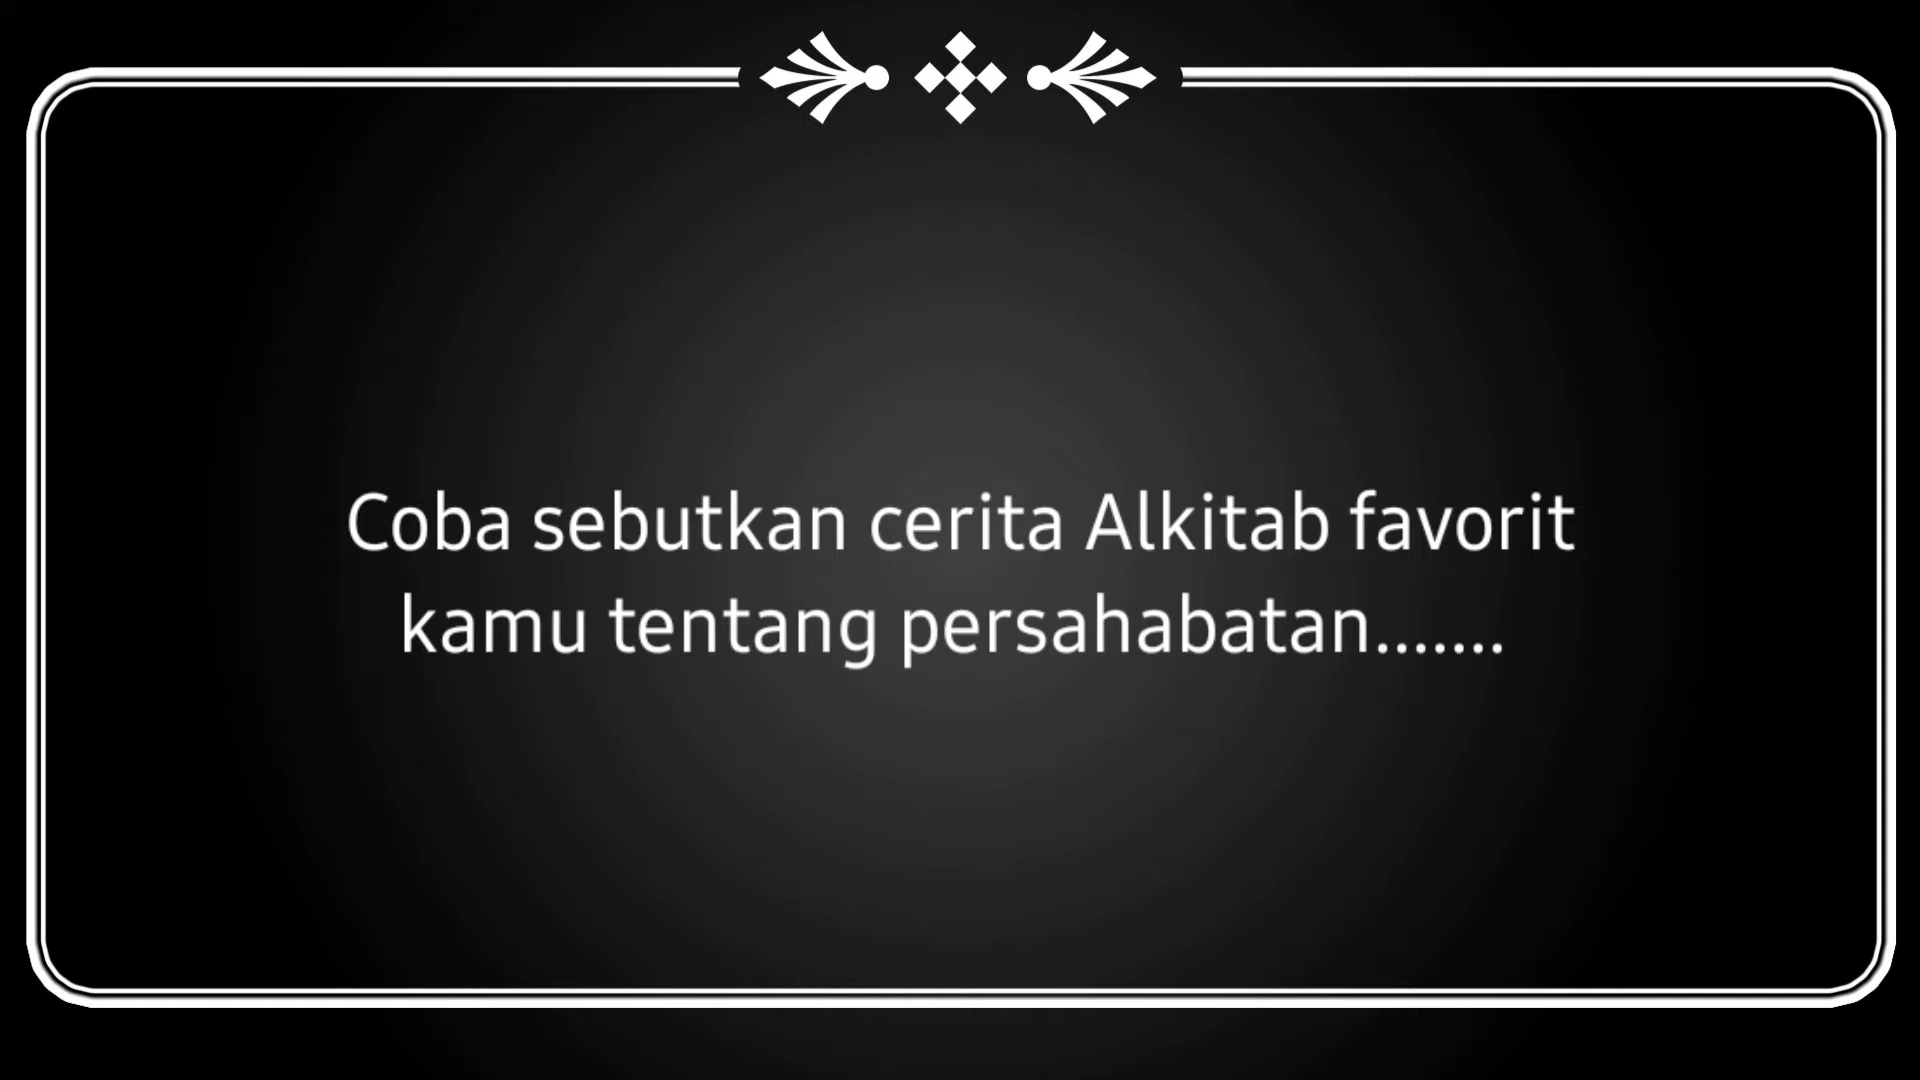 Coba sebutkan cerita Alkitab favorit
kamu tentang persahabatan.......